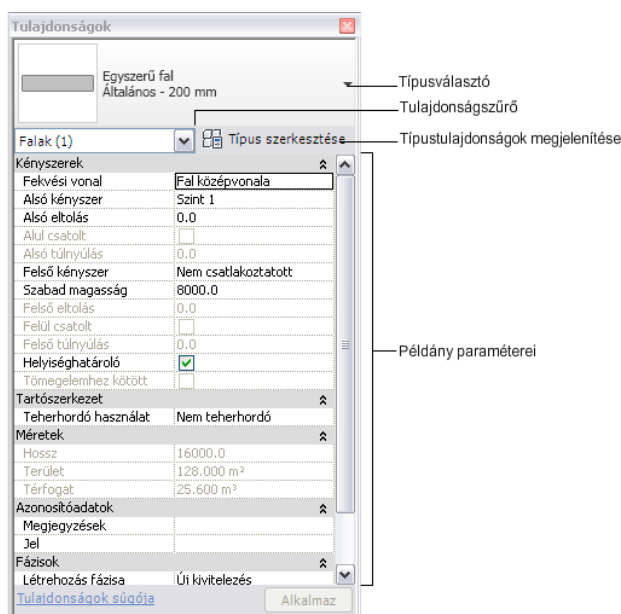 Tulajdonságok
Egyszerű fal
Általános - 200 mm
Típusválasztó
Tulajdonságszűrő
Falak (1)
Típus szerkesztése
Típustulajdonságok megjelenítése
Kényszerek
Fekvési vonal Fal középvonala
Alsó kényszer Szint 1
Alsó eltolás 0.0
Alul csatolt
Alsó túlnyúlás 0.0
Felső kényszer Nem csatlakoztatott
Szabad magasság 8000.0
Felső eltolás 0.0
Felül csatolt
Felső túlnyúlás 0.0
Példány paraméterei
Helyiséghatároló
Tömegelemhez kötött
Tartószerkezet
Teherhordó használat Nem teherhordó
Méretek
Hossz 16000.0
Terület 128.000 m²
Térfogat 25.600 m³
Azonosítóadatok
Megjegyzések
Jel
Fázisok
Létrehozás fázisa Új kivitelezés
Tulajdonságok súgója
Alkalmaz